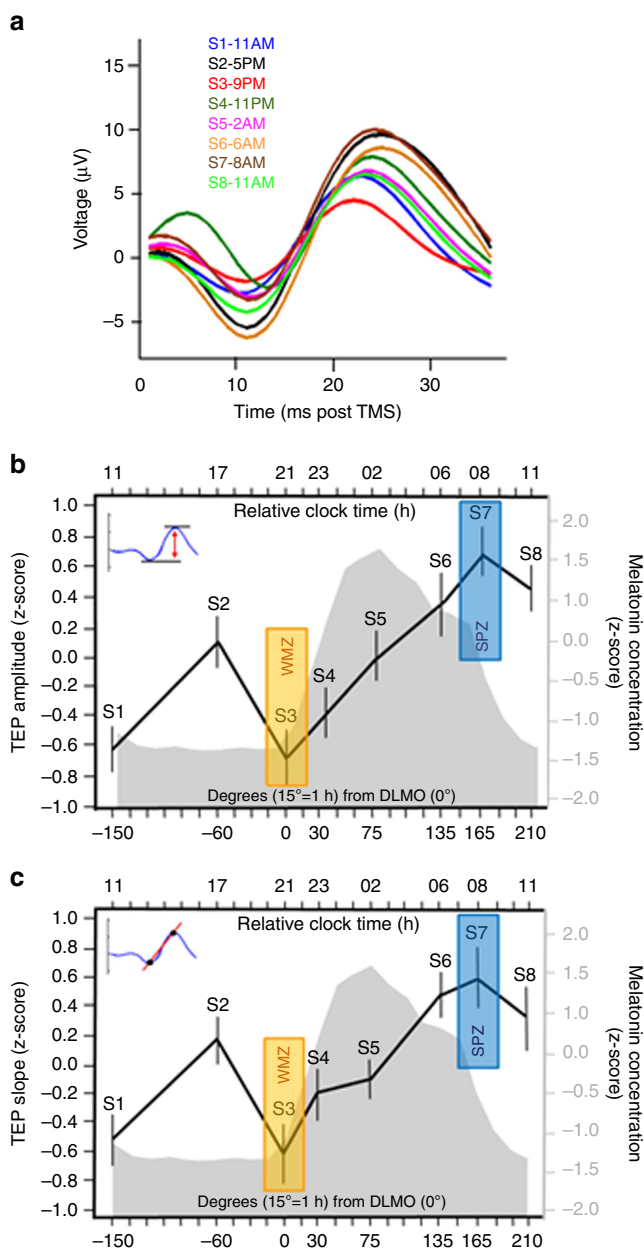 a
S1-11AM
S2-5PM
S3-9PM
S4-11PM
S5-2AM
S6-6AM
S7-8AM
S8-11AM
Voltage (μV)
15
10
5
0
–5
0 10 20 30
Time (ms post TMS)
b
11 17 21 23 02 06 08 11
Relative clock time (h)
TEP amplitude (z-score)
1.0
0.8
0.6
0.4
0.2
0.0
–0.2
–0.4
–0.6
–0.8
–1.0
S1
S2
S3
S4
S5
S6
S7
S8
WMZ
SPZ
2.0
1.5
1.0
0.0
–0.5
–1.0
–1.5
–2.0
Melatonin concentration
(z-score)
Degrees (15°=1 h) from DLMO (0°)
–150 –60 0 30 75 135 165 210
c
11 17 21 23 02 06 08 11
Relative clock time (h)
TEP slope (z-score)
1.0
0.8
0.6
0.4
0.2
0.0
–0.2
–0.4
–0.6
–0.8
–1.0
S1
S2
S3
S4
S5
S6
S7
S8
WMZ
SPZ
2.0
1.5
1.0
0.0
–0.5
–1.0
–1.5
–2.0
Melatonin concentration
(z-score)
Degrees (15°=1 h) from DLMO (0°)
–150 –60 0 30 75 135 165 210